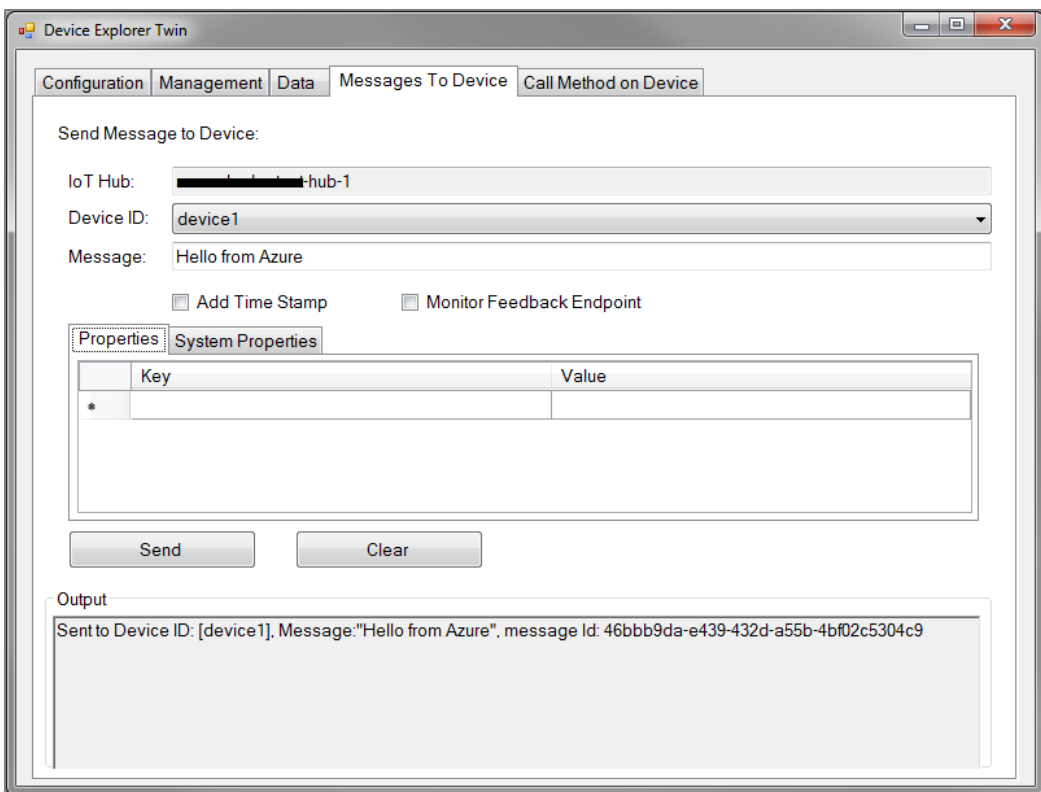 Device Explorer Twin
Configuration Management Data Messages To Device Call Method on Device
Send Message to Device:
IoT Hub: -hub-1
Device ID: device1
Message: Hello from Azure
Add Time Stamp Monitor Feedback Endpoint
Properties System Properties
Key Value
Send Clear
Output
Sent to Device ID: [device1], Message:"Hello from Azure", message Id: 46bbb9da-e439-432d-a55b-4bf02c5304c9